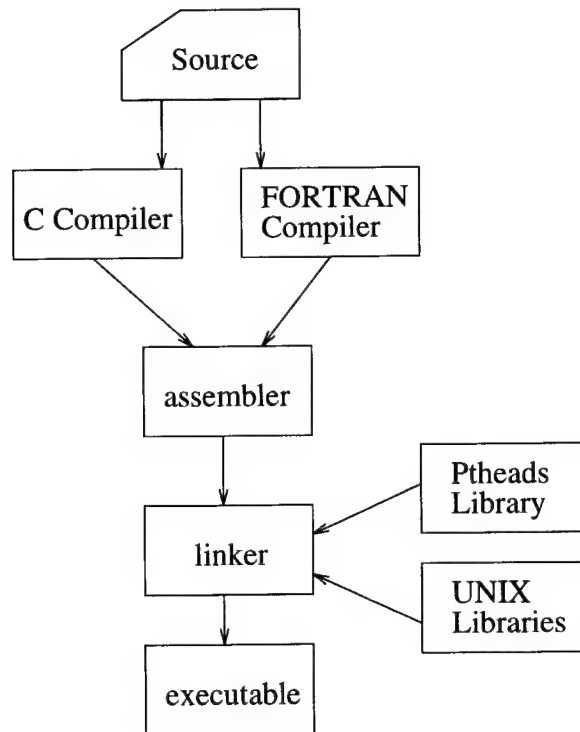 Source
C Compiler
FORTRAN
Compiler
assembler
Ptheads
Library
linker
UNIX
Libraries
executable